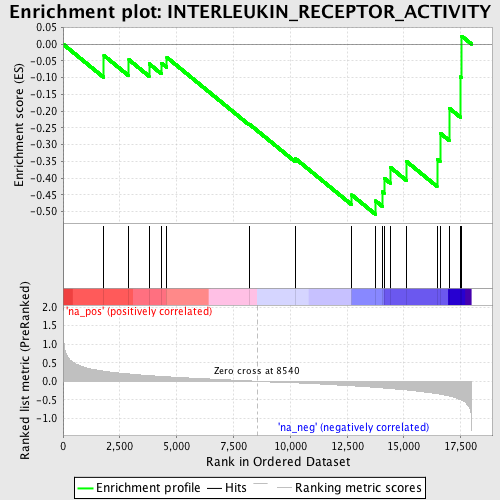 Enrichment plot: INTERLEUKIN_RECEPTOR_ACTIVITY
Enrichment score (ES)
0.05
0.00
-0.05
-0.10
-0.15
-0.20
-0.25
-0.30
-0.35
-0.40
-0.45
-0.50
'na_pos' (positively correlated)
Ranked list metric (PreRanked)
2.0
1.5
1.0
0.5
0.0
-0.5
-1.0
Zero cross at 8540
'na_neg' (negatively correlated)
0 2,500 5,000 7,500 10,000 12,500 15,000 17,500
Rank in Ordered Dataset
Enrichment profile Hits Ranking metric scores